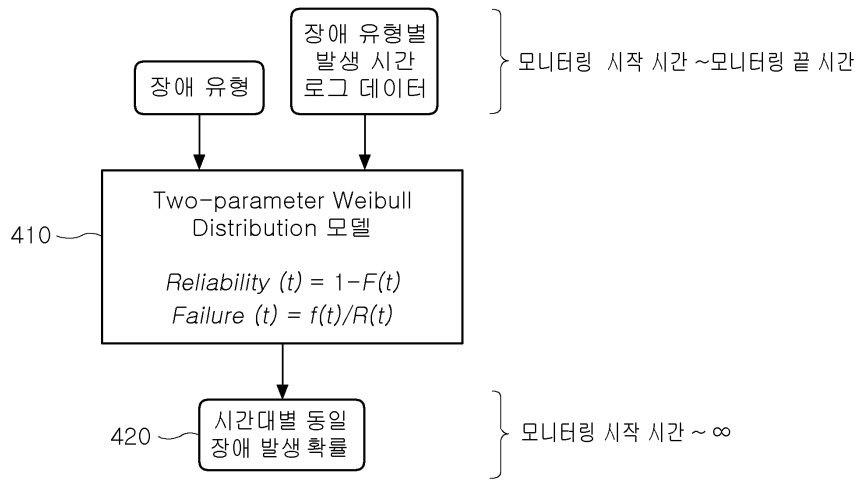 장애 유형
장애 유형별
발생 시간
로그 데이터
모니터링 시작 시간 ~모니터링 끝 시간
410
Two-parameter Weibull
Distribution 모델
Reliability (t) = 1-F(t)
Failure (t) = f(t)/R(t)
420
시간대별 동일
장애 발생 확률
모니터링 시작 시간 ~ ∞